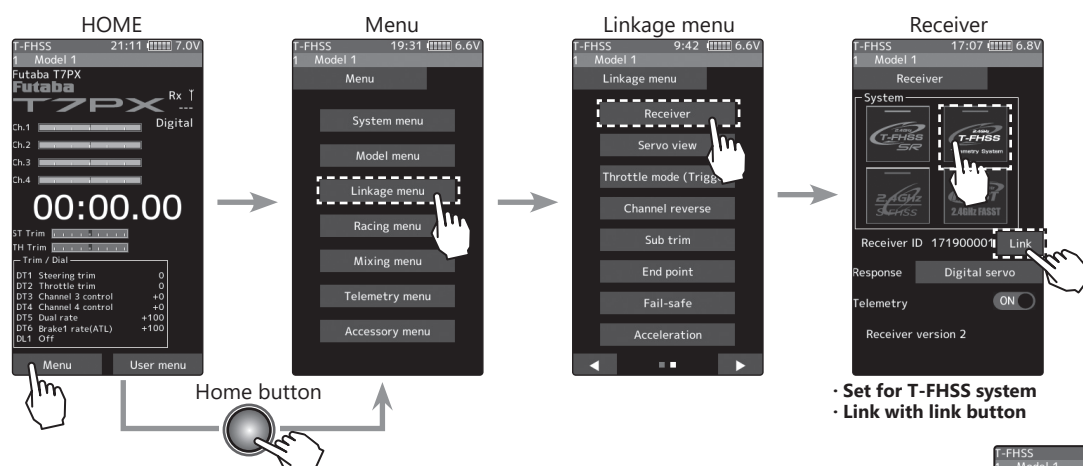 HOME
T-FHSS 21:11 7.0V
1 Model 1
Futaba T7PX
Futaba
T7PX
Rx
---
Digital
Ch.1
Ch.2
Ch.3
Ch.4
00:00.00
ST Trim
TH Trim
Trim / Dial
DT1 Steering trim 0
DT2 Throttle trim 0
DT3 Channel 3 control +0
DT4 Channel 4 control +0
DT5 Dual rate +100
DT6 Brake1 rate(ATL) +100
DL1 Off
Menu User menu
Home button
Menu
T-FHSS 19:31 6.6V
1 Model 1
Menu
System menu
Model menu
Linkage menu
Racing menu
Mixing menu
Telemetry menu
Accessory menu
Linkage menu
T-FHSS 9:42 6.6V
1 Model 1
Linkage menu
Receiver
Servo view
Throttle mode (Trigg
Channel reverse
Sub trim
End point
Fail-safe
Acceleration
Receiver
T-FHSS 17:07 6.8V
1 Model 1
Receiver
System
2.4GHz
T-FHSS
SR
2.4GHz
T-FHSS
metry System
2.4GHz
S-FHSS
2.4GHz FASST
Receiver ID 171900001 Link
Response Digital servo
Telemetry ON
Receiver version 2
· Set for T-FHSS system
· Link with link button
T-FHSS
1 Model 1